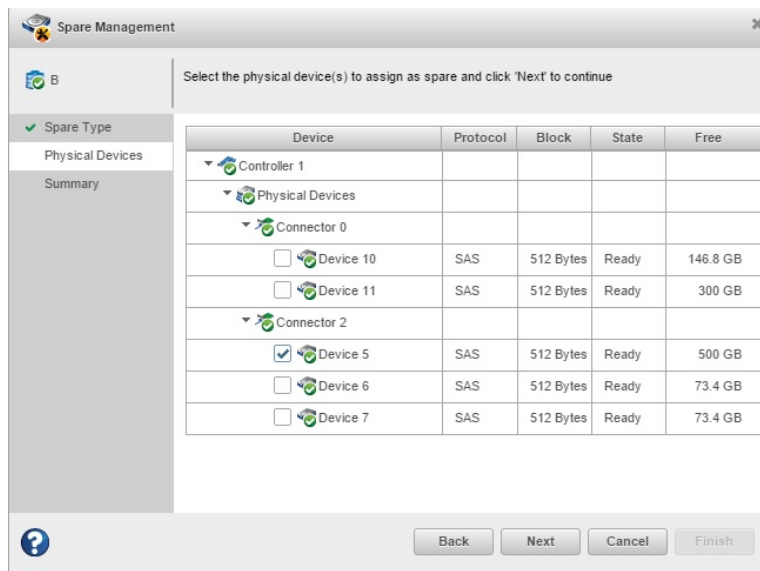 Spare Management
B
Select the physical device(s) to assign as spare and click 'Next' to continue
Spare Type
Physical Devices
Summary
Device Protocol Block State Free
Controller 1
Physical Devices
Connector 0
Device 10 SAS 512 Bytes Ready 146.8 GB
Device 11 SAS 512 Bytes Ready 300 GB
Connector 2
Device 5 SAS 512 Bytes Ready 500 GB
Device 6 SAS 512 Bytes Ready 73.4 GB
Device 7 SAS 512 Bytes Ready 73.4 GB
? Back Next Cancel Finish